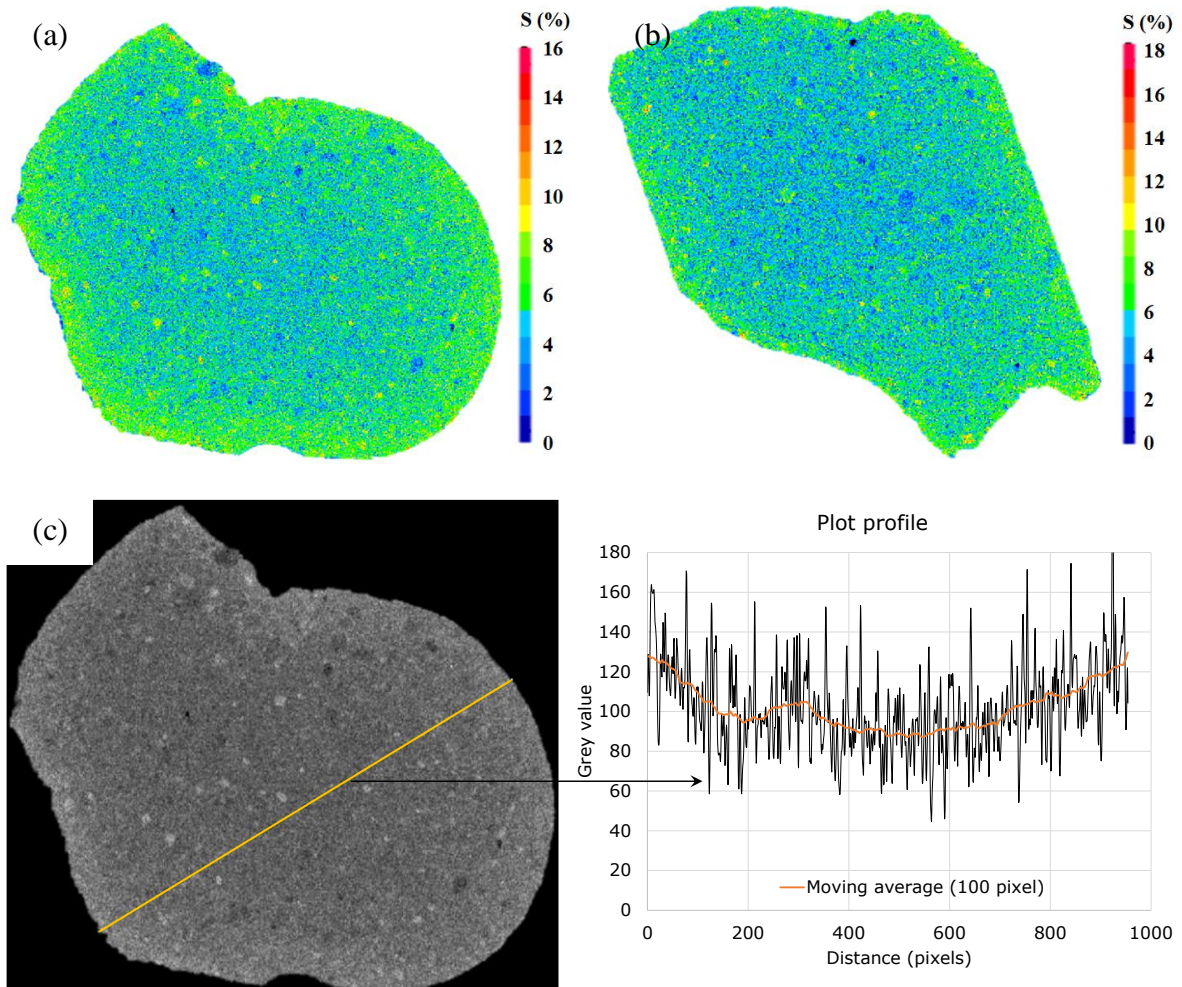 (a)
S (%)
16
14
12
10
8
6
4
2
0
(b)
S (%)
18
16
14
12
10
8
6
4
2
0
(c)
Plot profile
180
160
140
120
100
80
60
40
20
0
Grey value
Moving average (100 pixel)
0 200 400 600 800 1000
Distance (pixels)